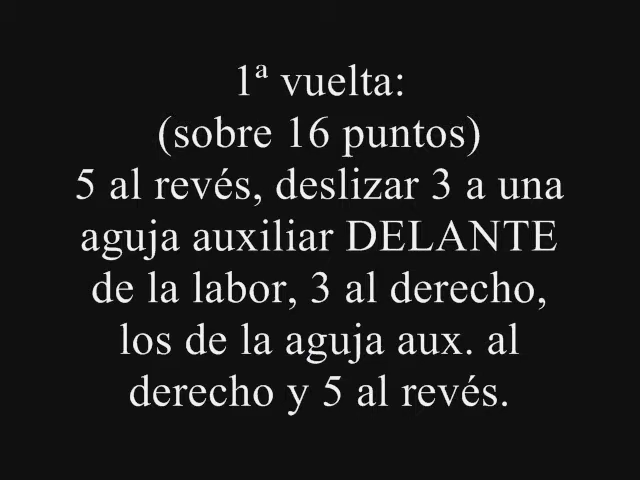 1ª vuelta:
(sobre 16 puntos)
5 al revés, deslizar 3 a una
aguja auxiliar DELANTE
de la labor, 3 al derecho,
los de la aguja aux. al
derecho y 5 al revés.